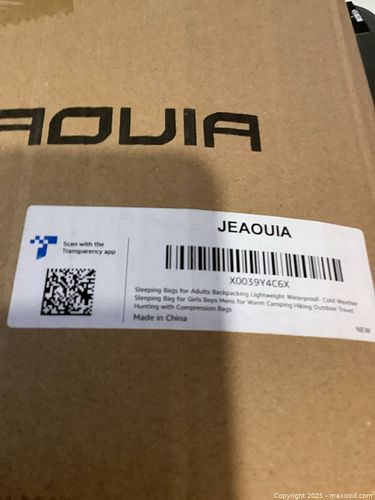 AOUIA
JEAOUIA
Scan with the
Transparency app
X0039Y4C6X
Sleeping Bags for Adults Backpacking Lightweight Waterproof- Cold Weather
Sleeping Bag for Girls Boys Mens for Warm Camping Hiking Outdoor Travel
Hunting with Compression Bags
Made in China
NEW
Copyright 2025 - maxsold.com